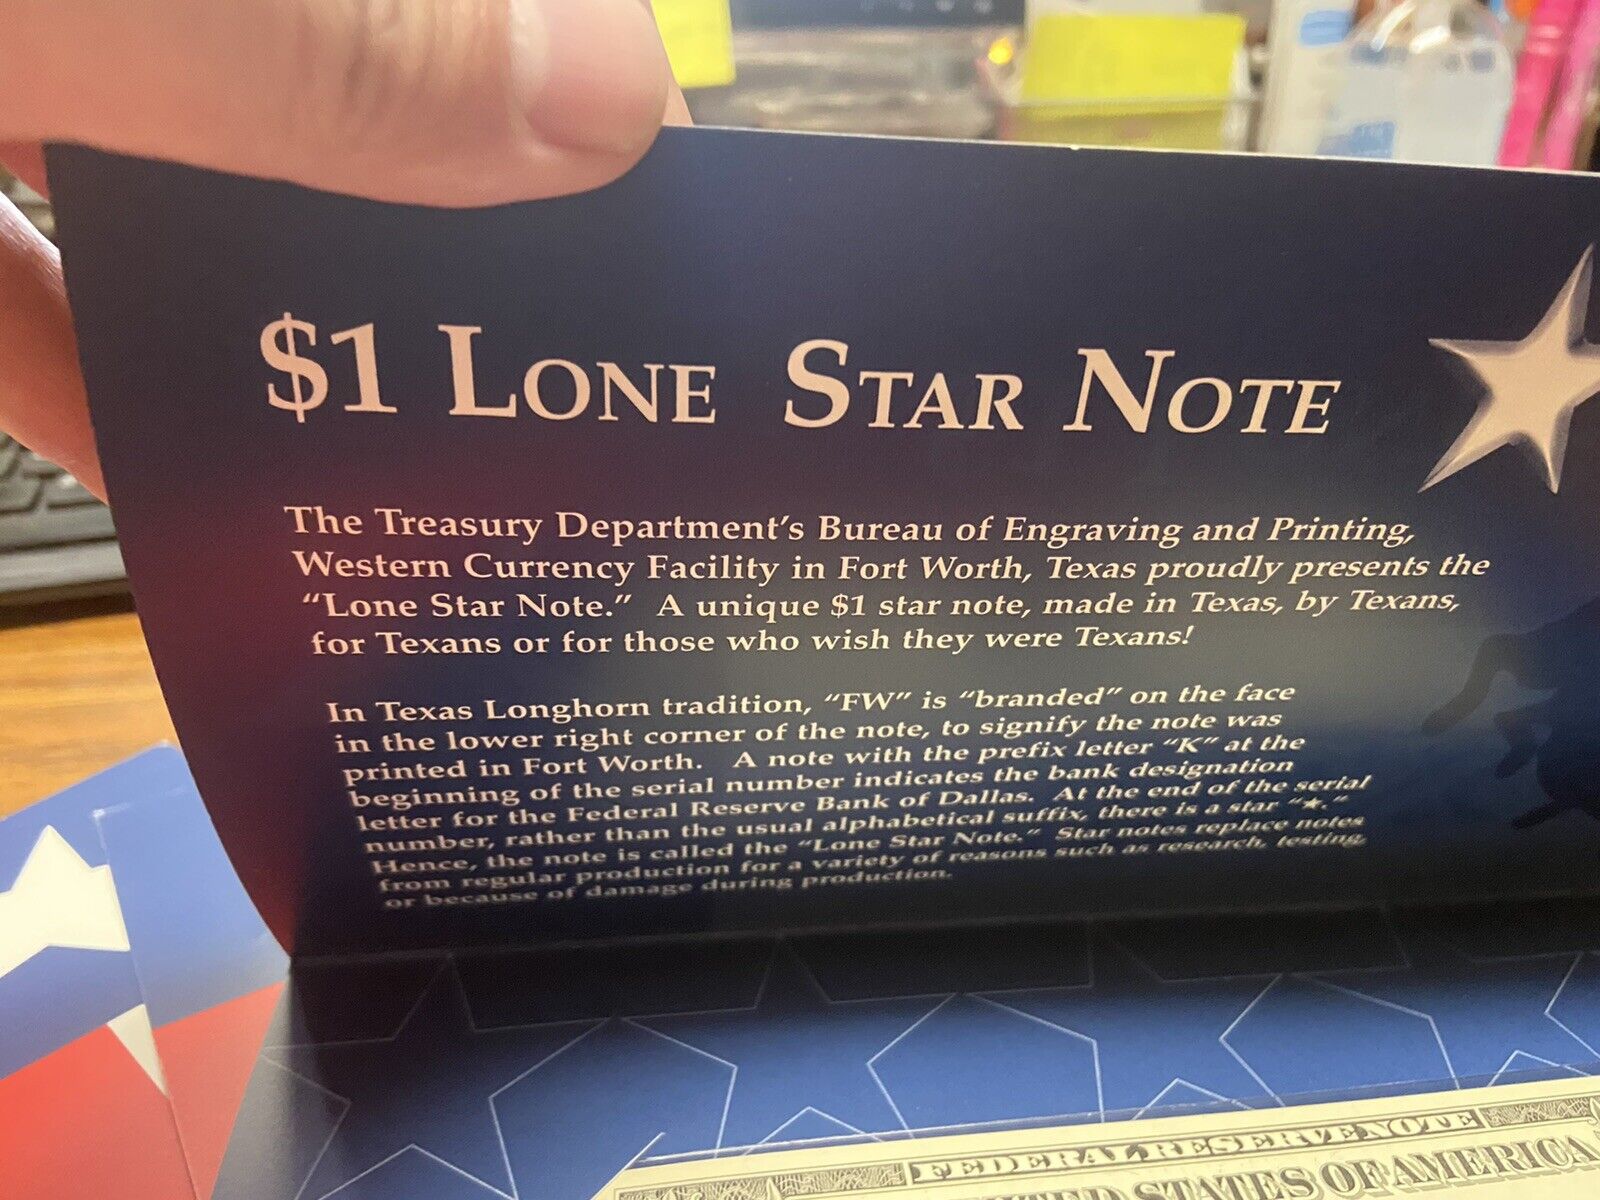 $1 LONE STAR NOTE
The Treasury Department's Bureau of Engraving and Printing,
Western Currency Facility in Fort Worth, Texas proudly presents the
"Lone Star Note."  A unique $1 star note, made in Texas, by Texans,
for Texans or for those who wish they were Texans!
In Texas Longhorn tradition, "FW" is "branded" on the face
in the lower right corner of the note, to signify the note was
printed in Fort Worth.  A note with the prefix letter "K" at the
beginning of the serial number indicates the bank designation
letter for the Federal Reserve Bank of Dallas.  At the end of the serial
number, rather than the usual alphabetical suffix, there is a star "★."
Hence, the note is called the "Lone Star Note."  Star notes replace notes
from regular production for a variety of reasons such as research, testing,
or because of damage during production.
FEDERAL RESERVE NOTE
UNITED STATES OF AMERICA